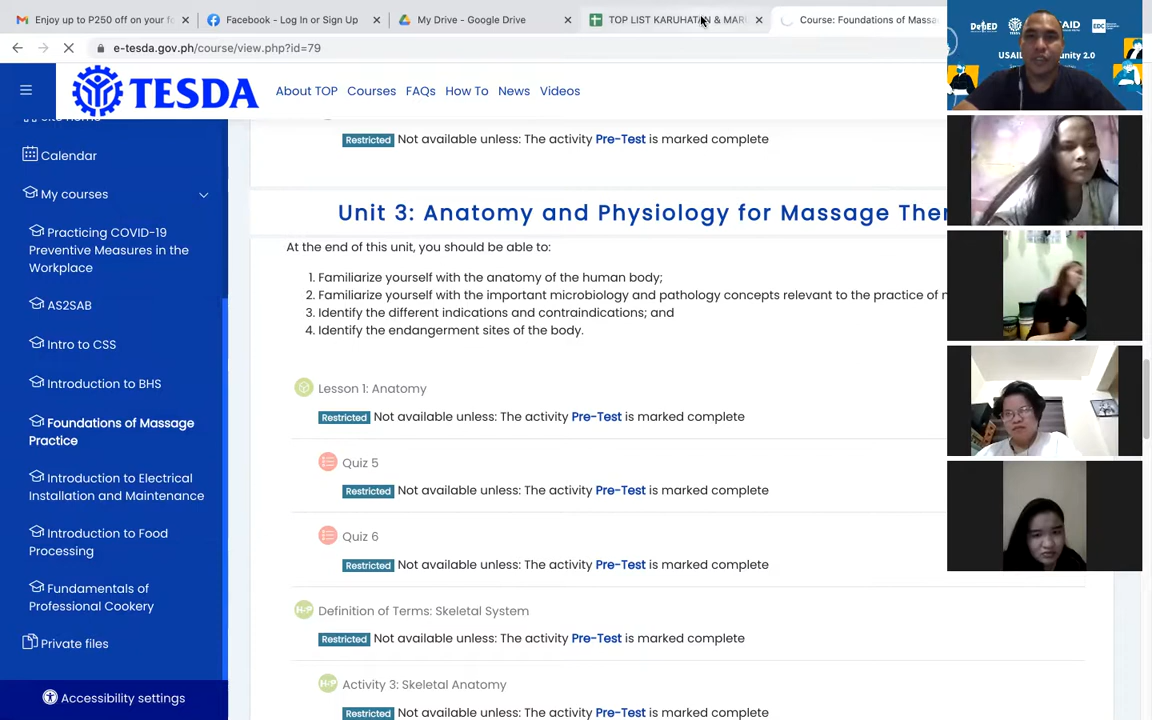 Enjoy up to P250 off on your f
Facebook - Log In or Sign Up
My Drive - Google Drive
TOP LIST KARUHATAN & MAR
Course: Foundations of Massa
e-tesda.gov.ph/course/view.php?id=79
TESDA
About TOP Courses FAQs How To News Videos
DepED
USAID
EDC
Calendar
My courses
Practicing COVID-19
Preventive Measures in the
Workplace
AS2SAB
Intro to CSS
Introduction to BHS
Foundations of Massage
Practice
Introduction to Electrical
Installation and Maintenance
Introduction to Food
Processing
Fundamentals of
Professional Cookery
Private files
Accessibility settings
Restricted Not available unless: The activity Pre-Test is marked complete
Unit 3: Anatomy and Physiology for Massage Ther
At the end of this unit, you should be able to:
1. Familiarize yourself with the anatomy of the human body;
2. Familiarize yourself with the important microbiology and pathology concepts relevant to the practice of
3. Identify the different indications and contraindications; and
4. Identify the endangerment sites of the body.
Lesson 1: Anatomy
Restricted Not available unless: The activity Pre-Test is marked complete
Quiz 5
Restricted Not available unless: The activity Pre-Test is marked complete
Quiz 6
Restricted Not available unless: The activity Pre-Test is marked complete
H-P Definition of Terms: Skeletal System
Restricted Not available unless: The activity Pre-Test is marked complete
H-P Activity 3: Skeletal Anatomy
Restricted Not available unless: The activity Pre-Test is marked complete